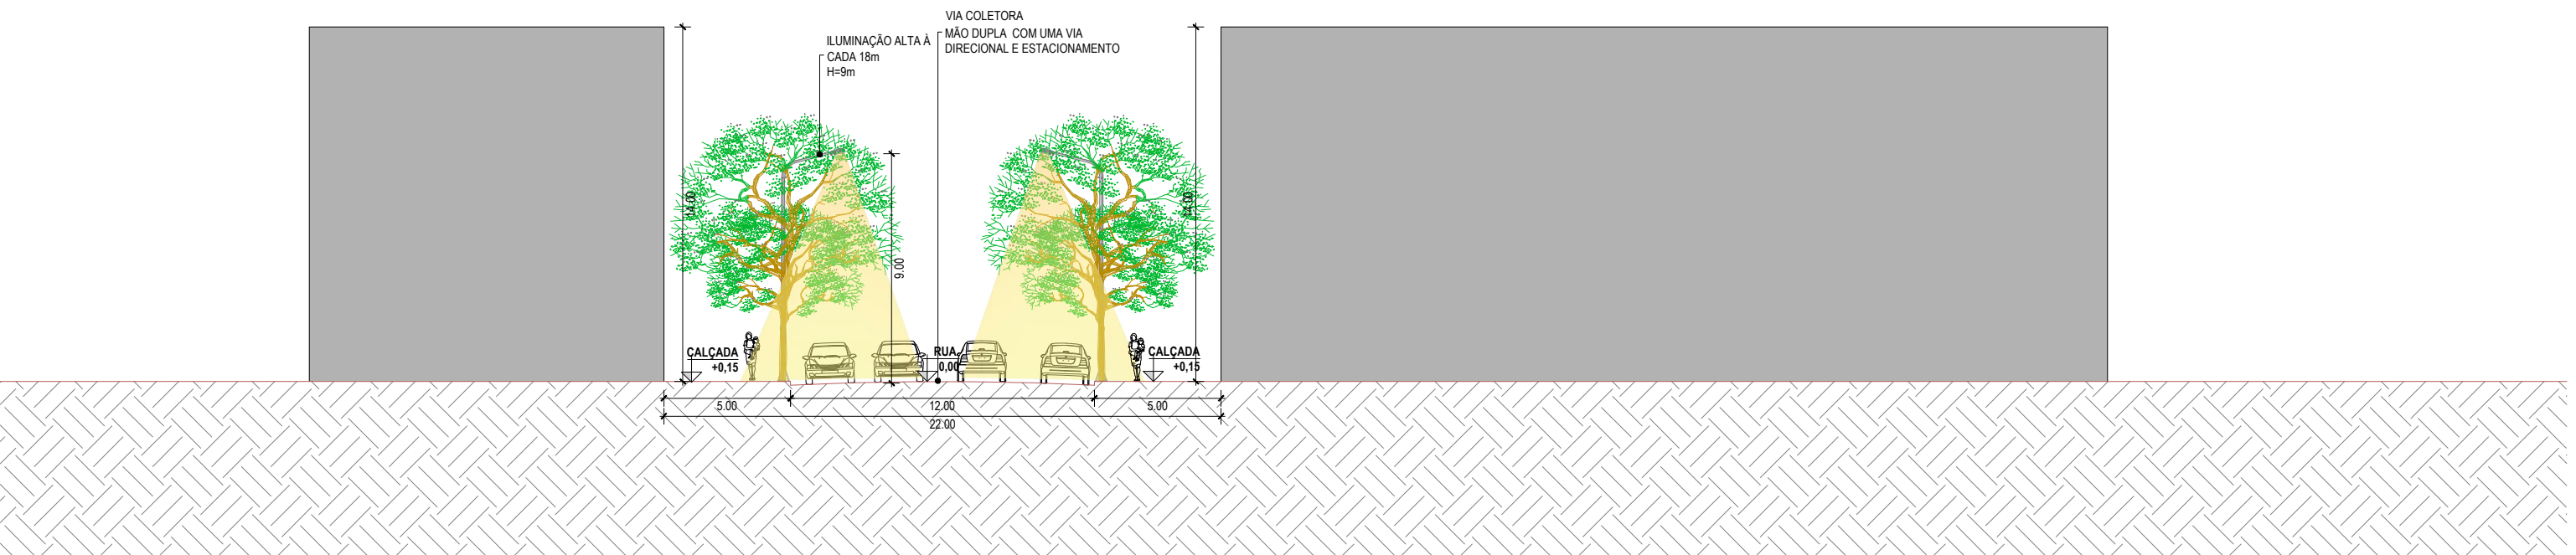 VIA COLETORA
MÃO DUPLA COM UMA VIA
DIRECIONAL E ESTACIONAMENTO
ILUMINAÇÃO ALTA À
CADA 18m
H=9m
14.00
14.00
9.00
CALÇADA
+0,15
RUA
0,00
CALÇADA
+0,15
5.00
12.00
5.00
22.00